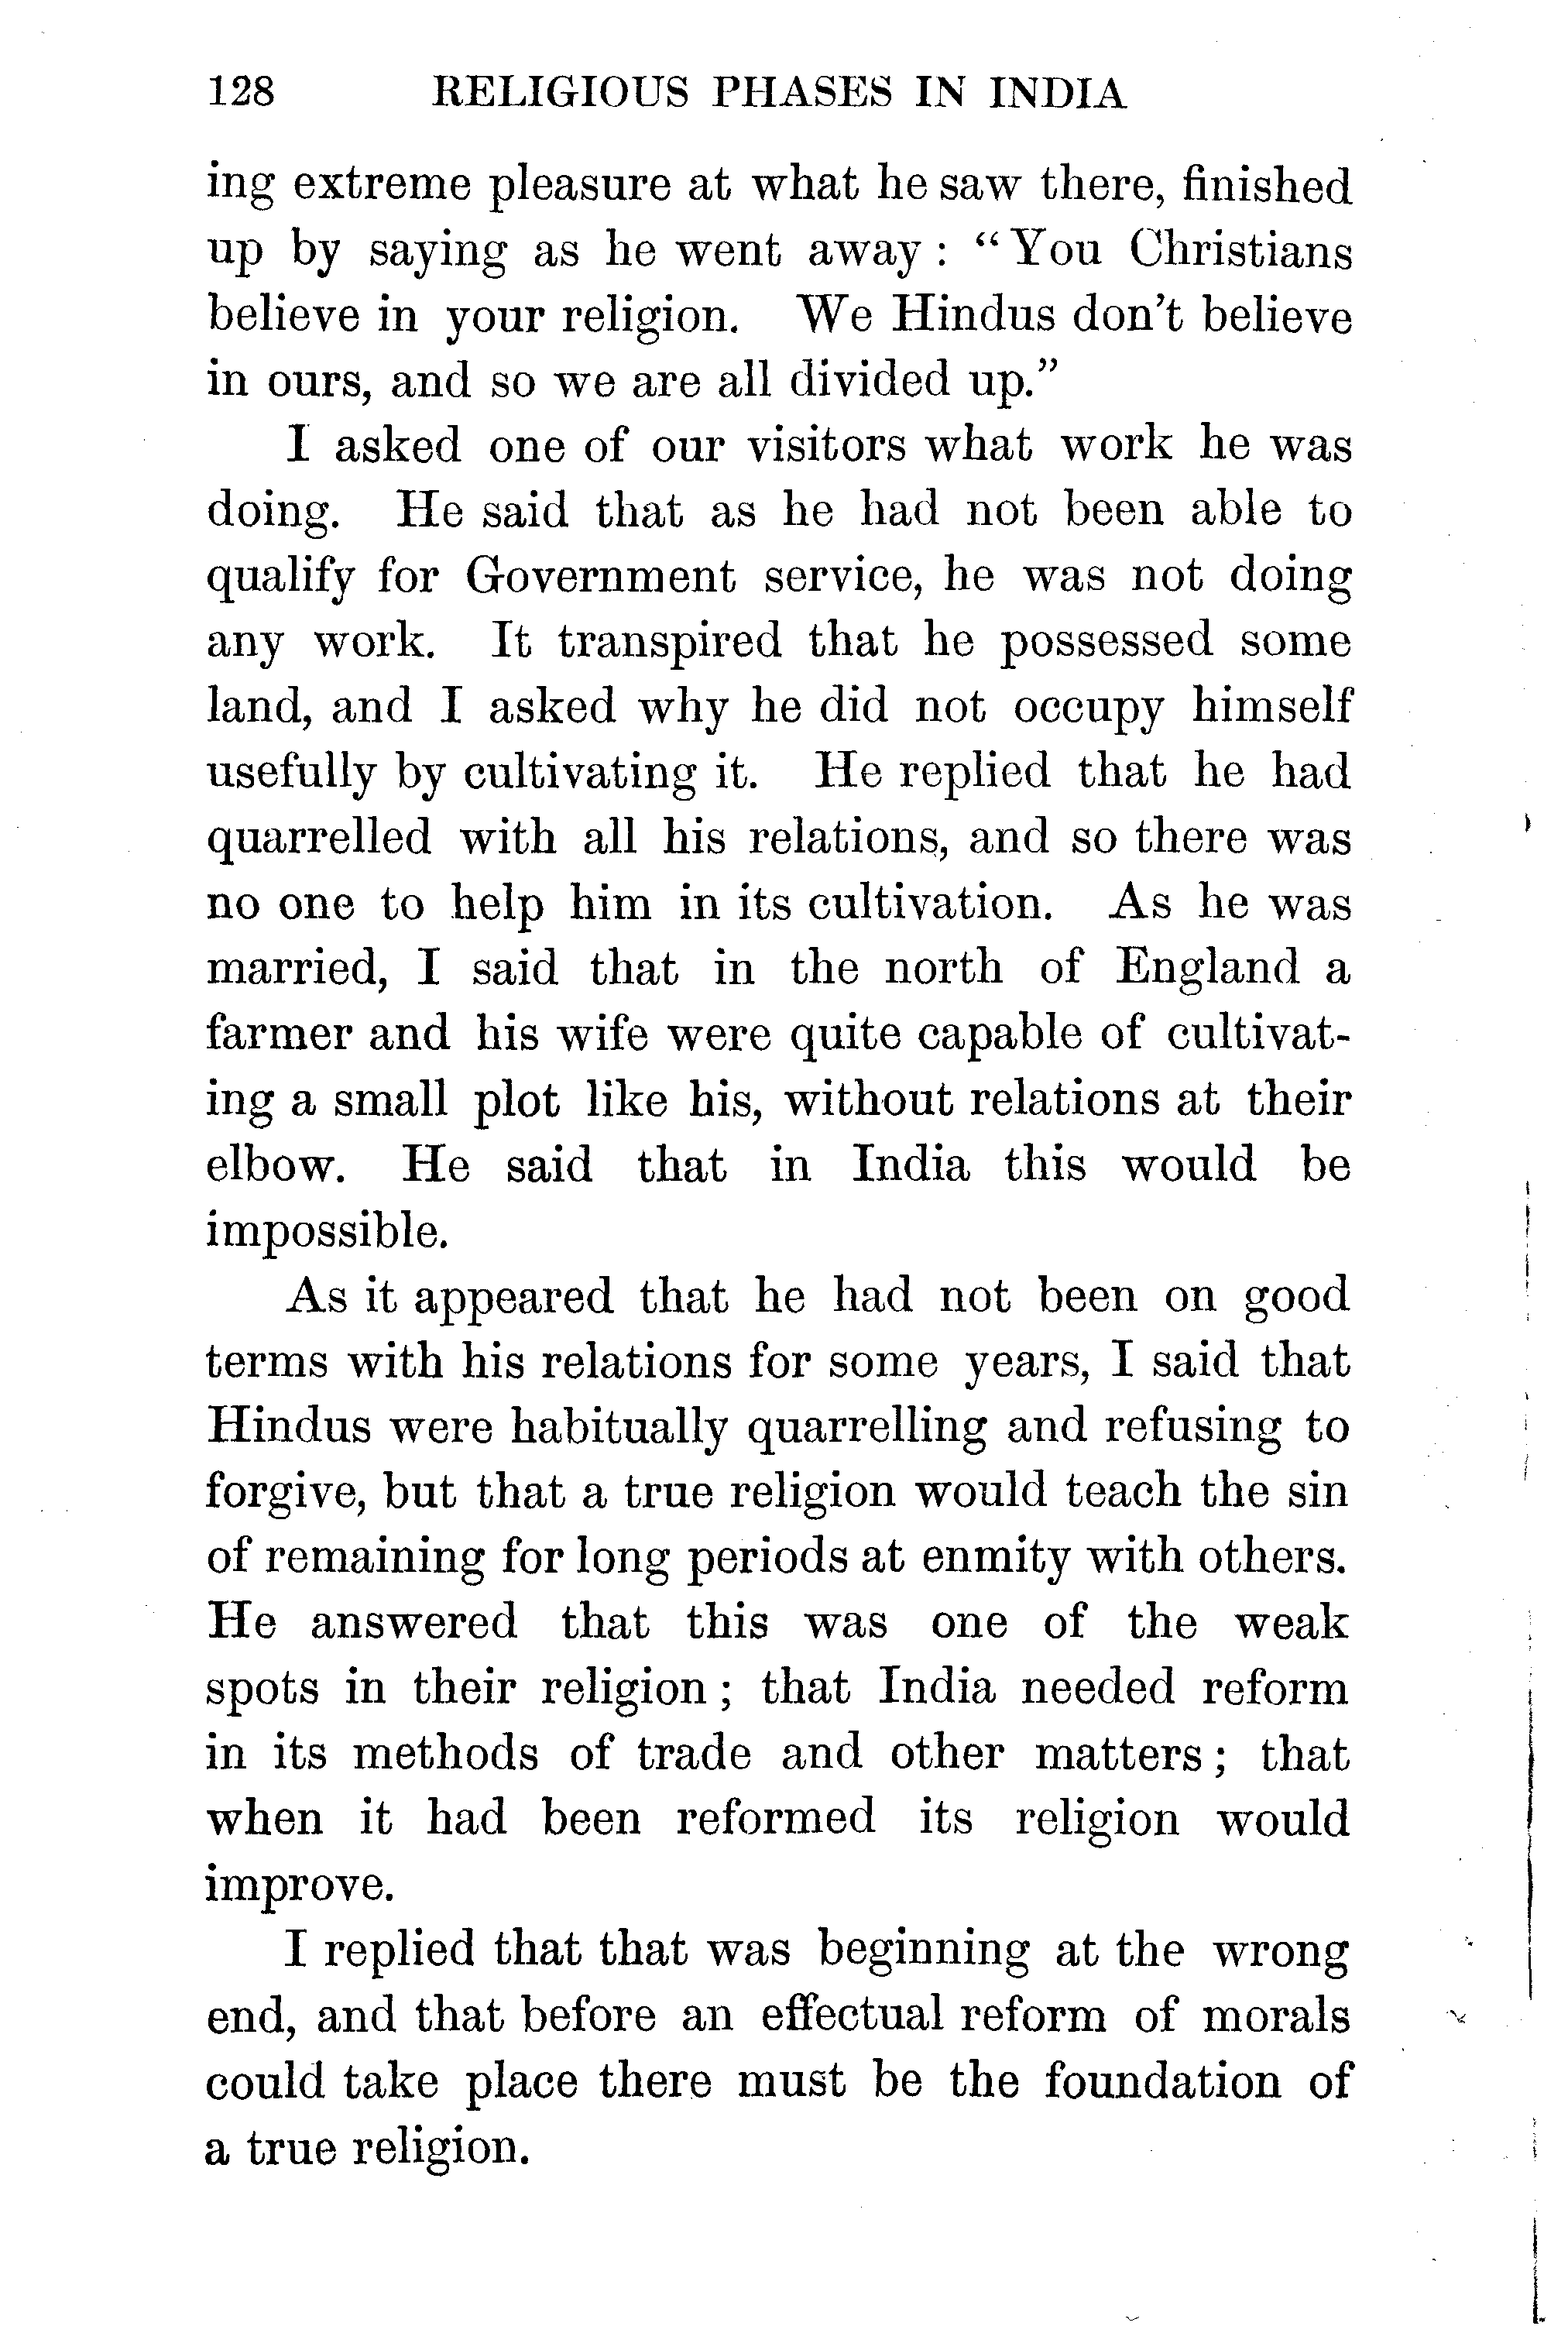 128 RELIGIOUS PHASES IN INDIA
ing extreme pleasure at what he saw there, finished
up by saying as he went away : “ You Christians
believe in your religion. We Hindus don't believe
in ours, and so we are all divided up.”
I asked one of our visitors what work he was
doing. He said that as he had not been able to
qualify for Government service, he was not doing
any work. It transpired that he possessed some
land, and I asked why he did not occupy himself
usefully by cultivating it. He replied that he had
quarrelled with all his relations, and so there was
no one to help him in its cultivation. As he was
married, I said that in the north of England a
farmer and his wife were quite capable of cultivat-
ing a small plot like his, without relations at their
elbow. He said that in India this would be
impossible.
As it appeared that he had not been on good
terms with his relations for some years, I said that
Hindus were habitually quarrelling and refusing to
forgive, but that a true religion would teach the sin
of remaining for long periods at enmity with others.
He answered that this was one of the weak
spots in their religion ; that India needed reform
in its methods of trade and other matters ; that
when it had been reformed its religion would
improve.
I replied that that was beginning at the wrong
end, and that before an effectual reform of morals
could take place there must be the foundation of
a true religion.